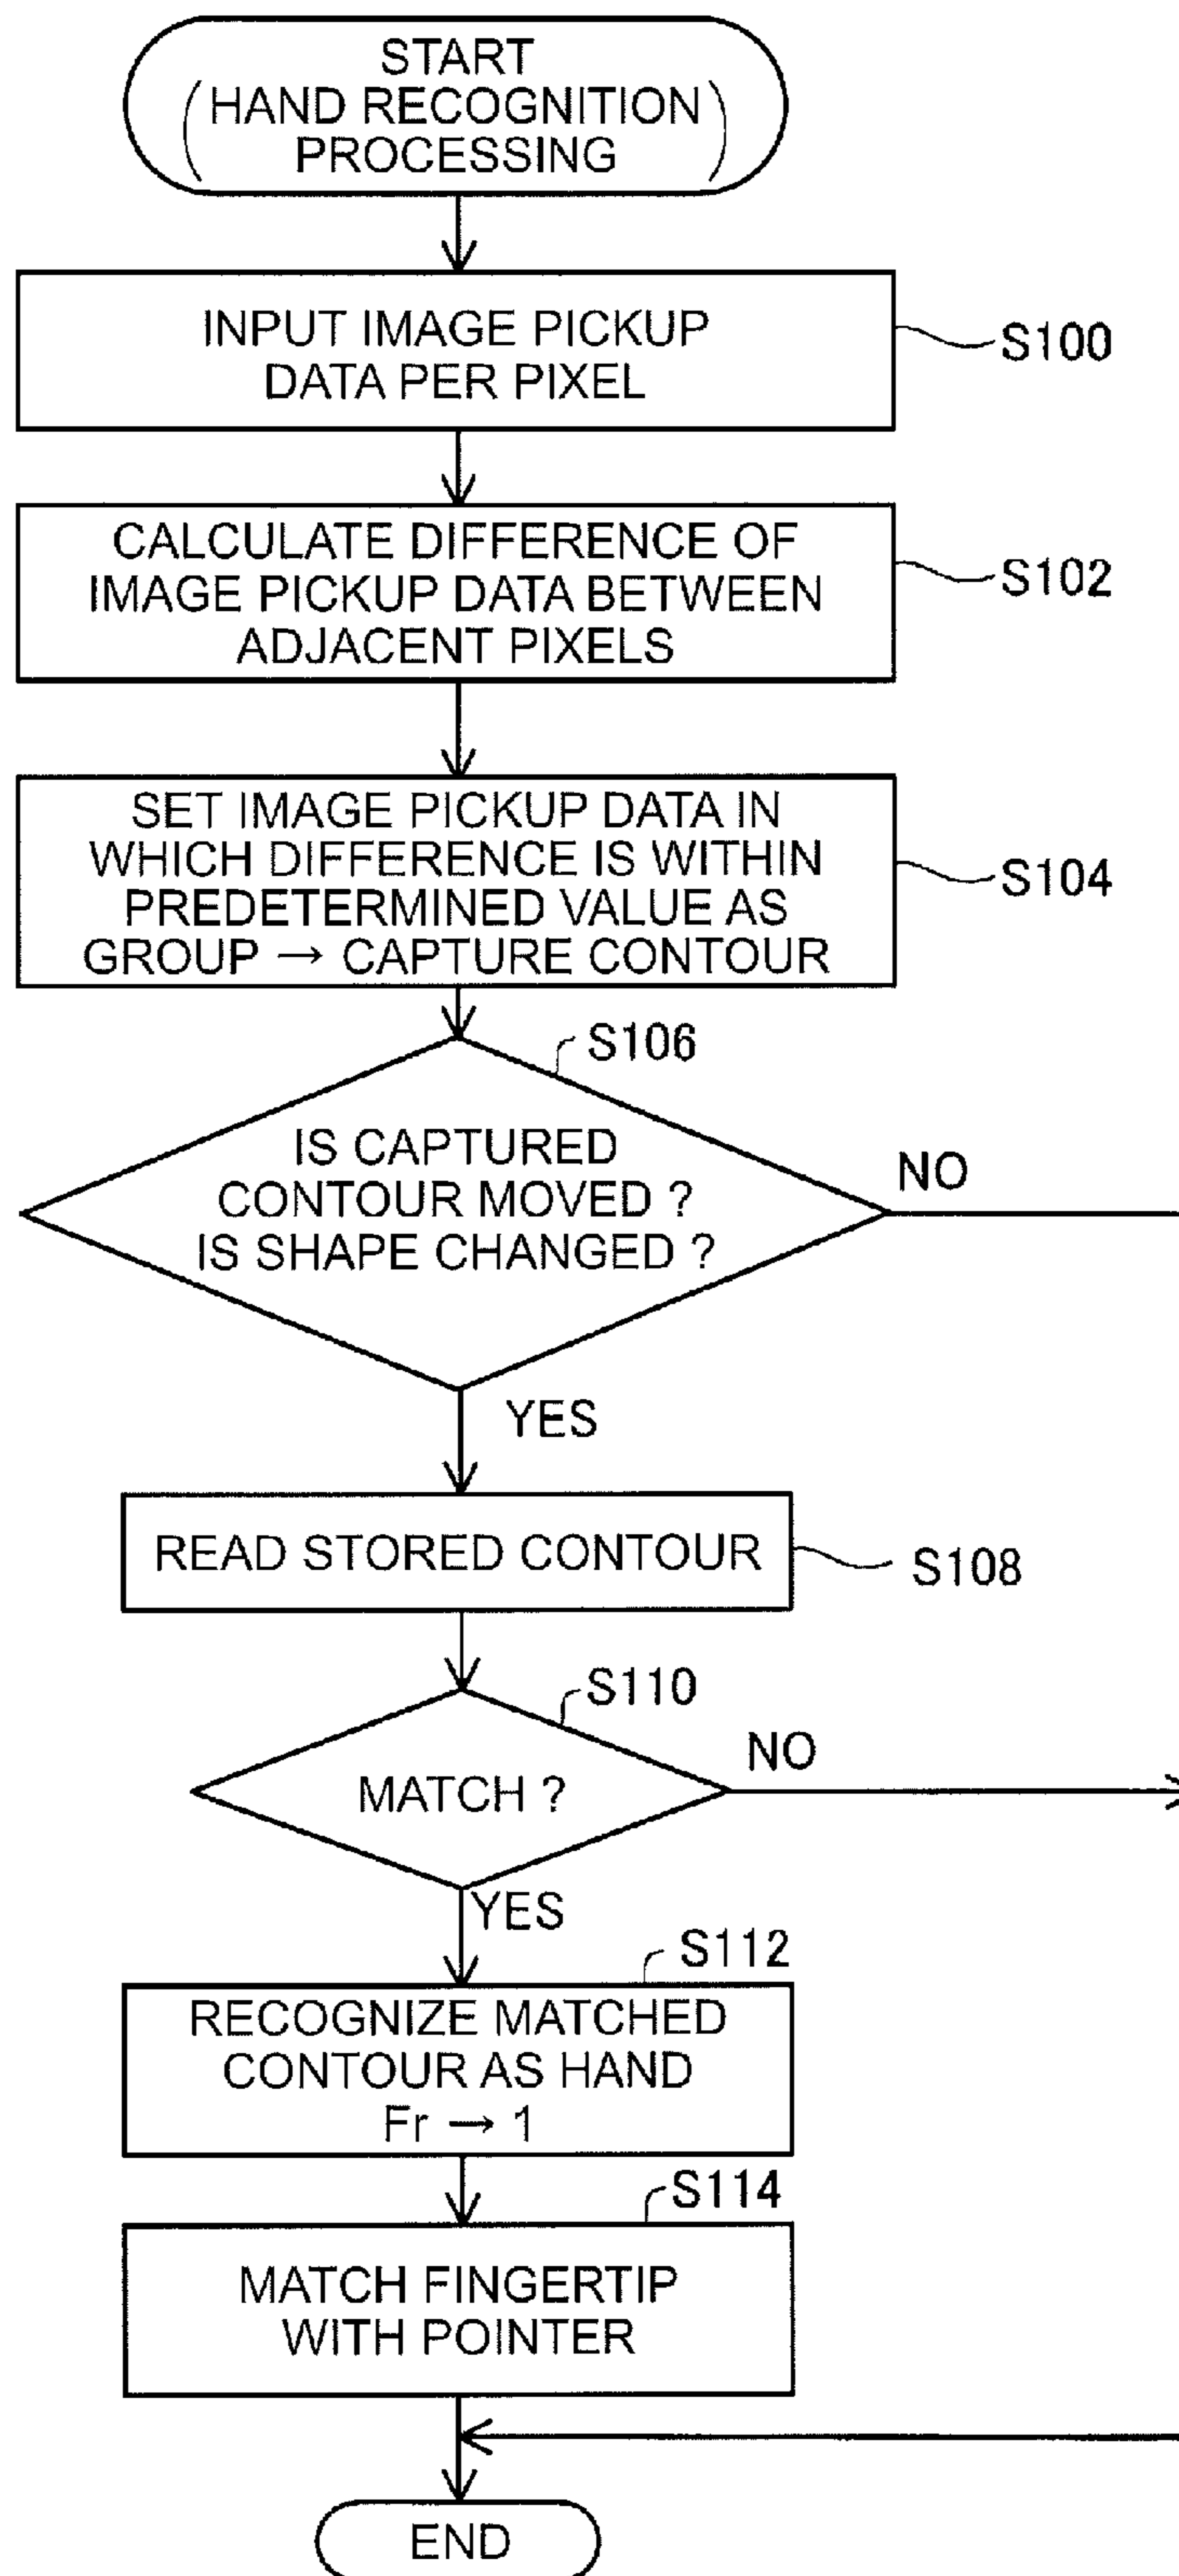 START
(HAND RECOGNITION
PROCESSING)
INPUT IMAGE PICKUP
DATA PER PIXEL
S100
CALCULATE DIFFERENCE OF
IMAGE PICKUP DATA BETWEEN
ADJACENT PIXELS
S102
SET IMAGE PICKUP DATA IN
WHICH DIFFERENCE IS WITHIN
PREDETERMINED VALUE AS
GROUP → CAPTURE CONTOUR
S104
S106
IS CAPTURED
CONTOUR MOVED ?
IS SHAPE CHANGED ?
NO
YES
READ STORED CONTOUR
S108
S110
MATCH ?
NO
YES
S112
RECOGNIZE MATCHED
CONTOUR AS HAND
Fr → 1
S114
MATCH FINGERTIP
WITH POINTER
END